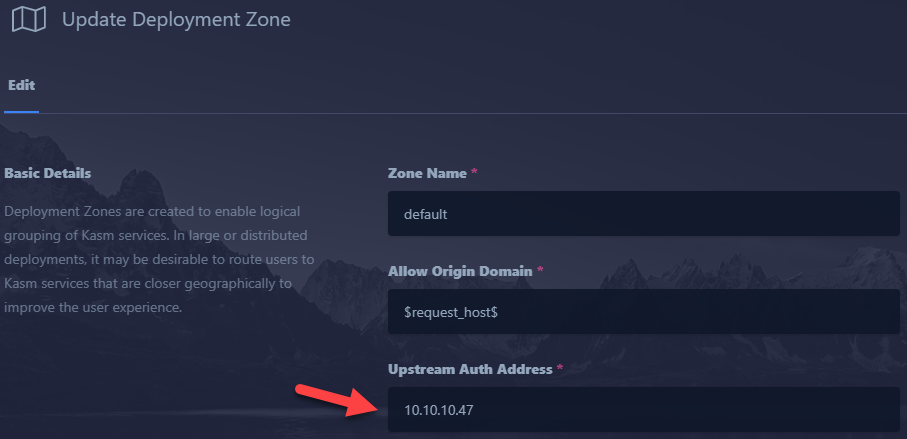 Update Deployment Zone
Edit
Basic Details
Deployment Zones are created to enable logical
grouping of Kasm services. In large or distributed
deployments, it may be desirable to route users to
Kasm services that are closer geographically to
improve the user experience.
Zone Name *
default
Allow Origin Domain *
$request_host$
Upstream Auth Address *
10.10.10.47